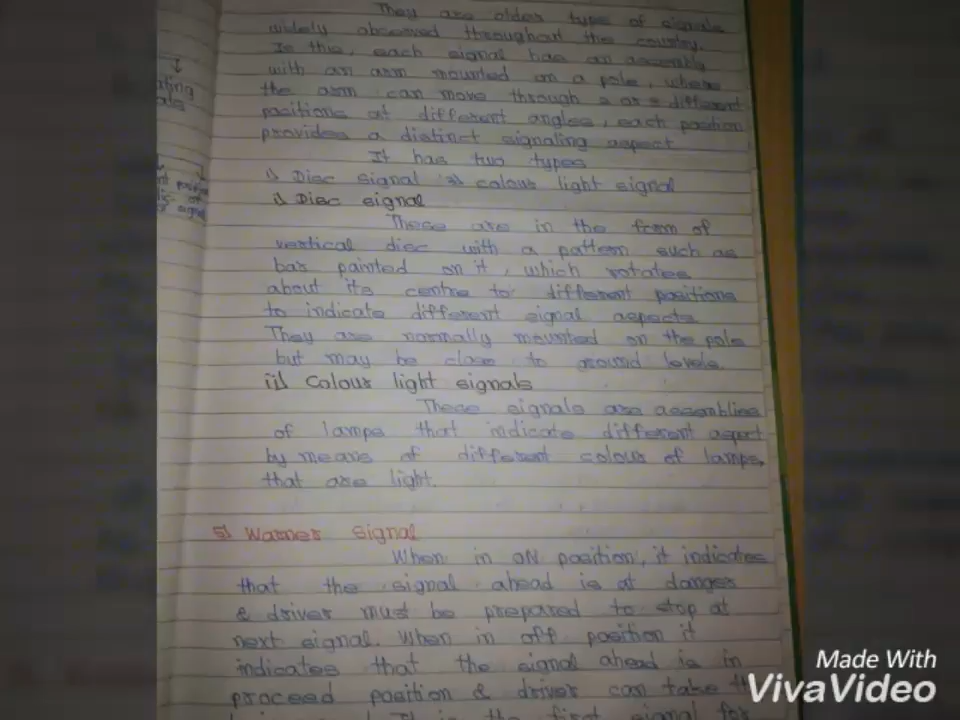 They are older type of signals
widely observed throughout the country.
In this, each signal has an assembly
with an arm mounted on a pole, where
the arm can move through 2 or 3 different
positions at different angles, each position
provides a distinct signaling aspect
It has two types
i) Disc signal 2) colour light signal
i) Disc signal
These are in the form of
vertical disc with a pattern such as
bar painted on it, which rotates
about its centre to different positions
to indicate different signal aspects
They are normally mounted on the pole
but may be close to ground levels.
ii) Colour light signals
These signals are assemblies
of lamps that indicate different aspect
by means of different colour of lamps,
that are light.
5) Warner signal
When in ON position, it indicates
that the signal ahead is at danger
& driver must be prepared to stop at
next signal. When in off position it
indicates that the signal ahead is in
proceed position & driver can take
It is the first signal for
Made With
VivaVideo